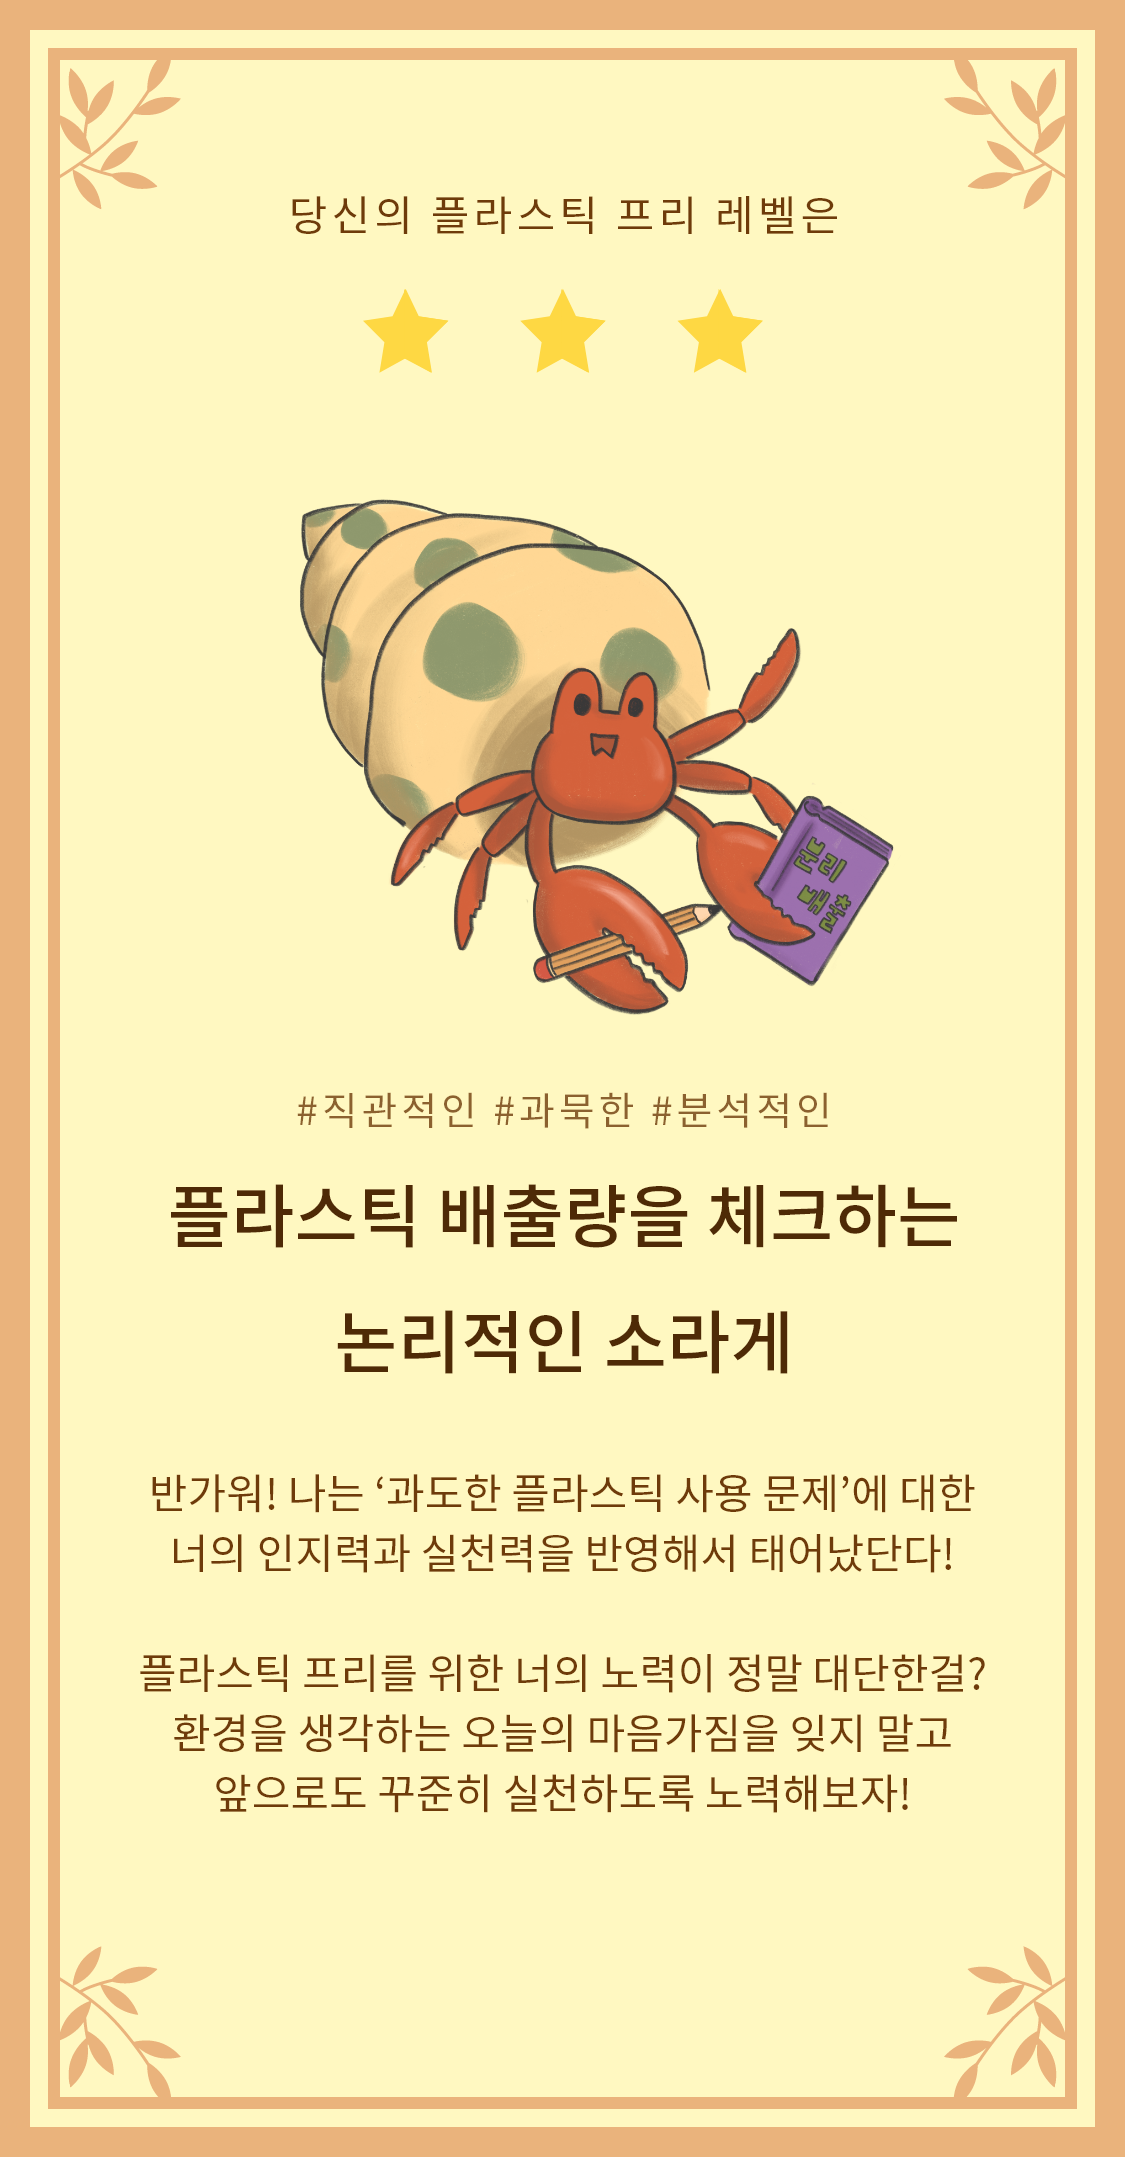 당신의 플라스틱 프리 레벨은
분리
배출
#직관적인 #과묵한 #분석적인
플라스틱 배출량을 체크하는
논리적인 소라게
반가워! 나는 ‘과도한 플라스틱 사용 문제’에 대한
너의 인지력과 실천력을 반영해서 태어났단다!
플라스틱 프리를 위한 너의 노력이 정말 대단한걸?
환경을 생각하는 오늘의 마음가짐을 잊지 말고
앞으로도 꾸준히 실천하도록 노력해보자!